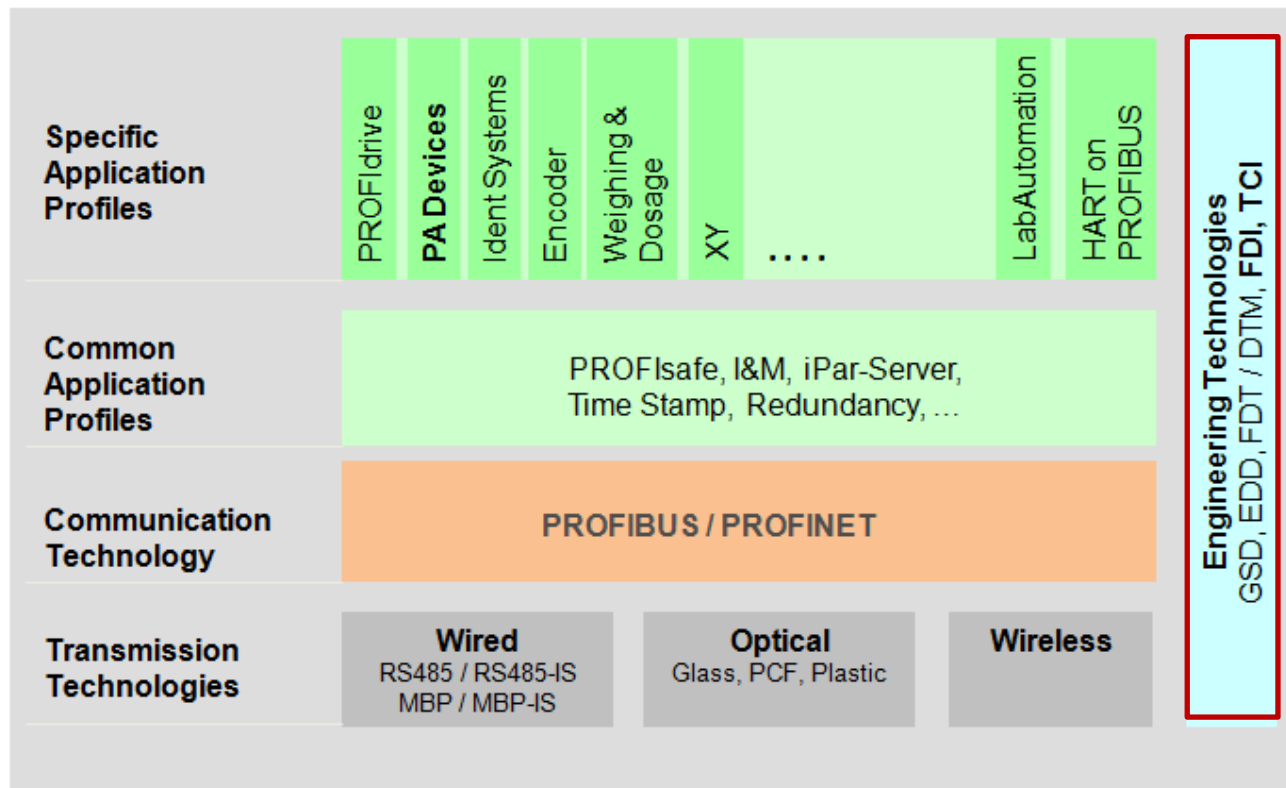 Specific
Application
Profiles
PROFIdrive
PA Devices
Ident Systems
Encoder
Weighing &
Dosage
XY
....
LabAutomation
HART on
PROFIBUS
Common
Application
Profiles
PROFIsafe, I&M, iPar-Server,
Time Stamp, Redundancy, ...
Communication
Technology
PROFIBUS / PROFINET
Transmission
Technologies
Wired
RS485 / RS485-IS
MBP / MBP-IS
Optical
Glass, PCF, Plastic
Wireless
Engineering Technologies
GSD, EDD, FDT / DTM, FDI, TCI